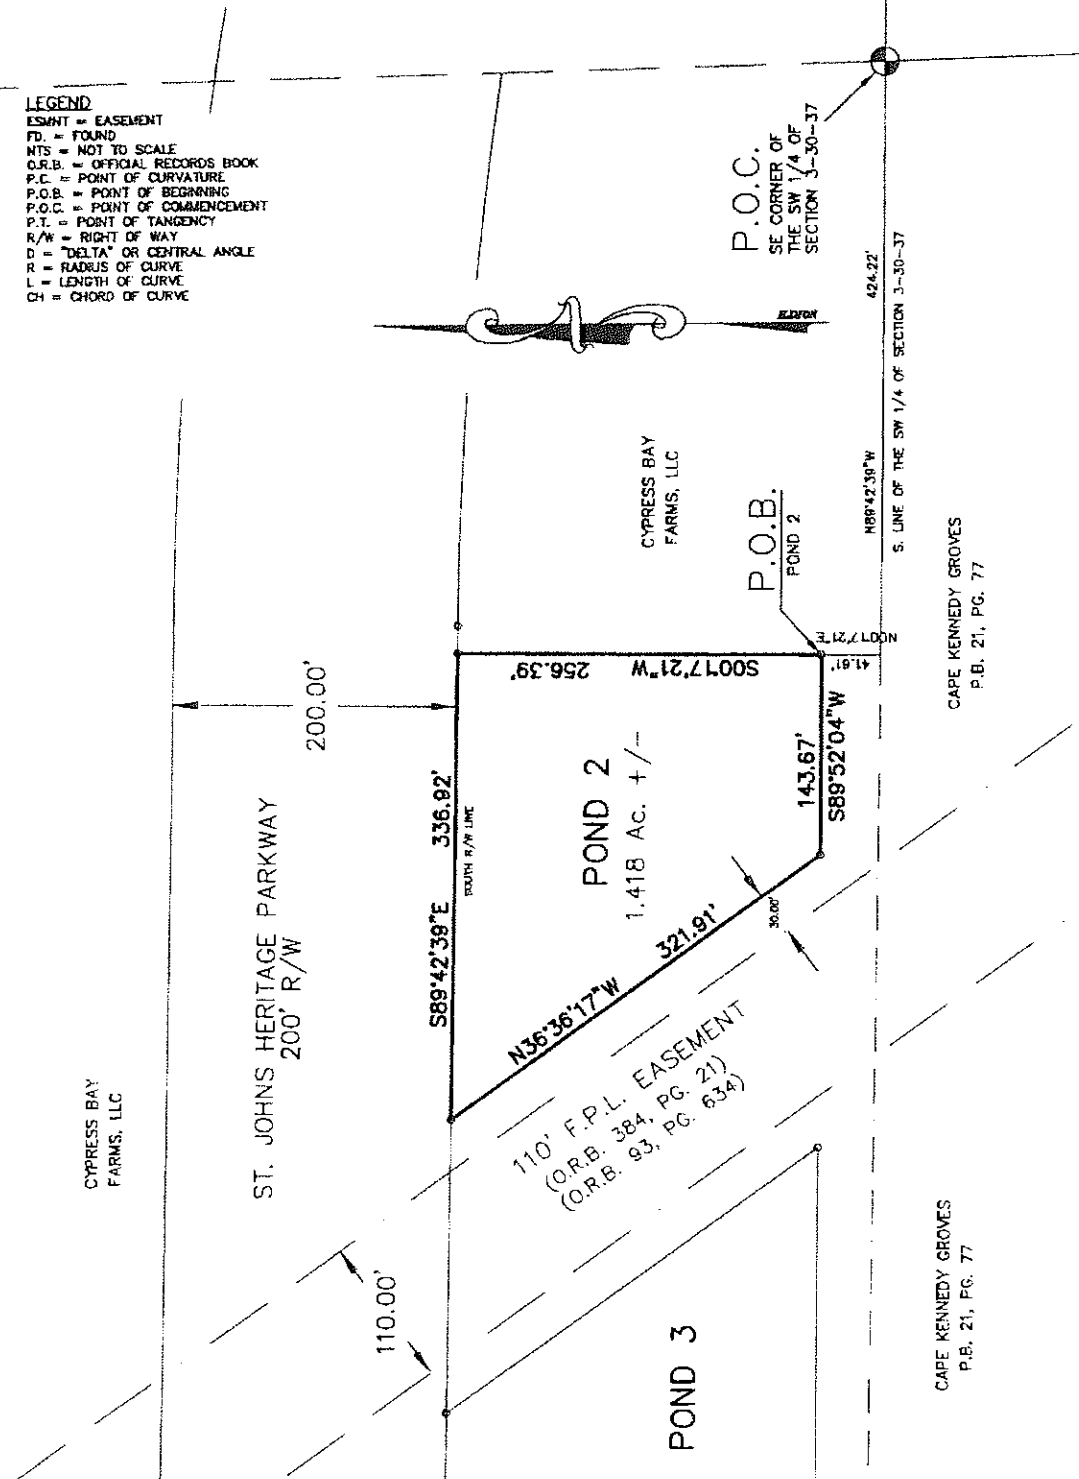 LEGEND
ESMNT = EASEMENT
FD. = FOUND
NTS = NOT TO SCALE
O.R.B. = OFFICIAL RECORDS BOOK
P.C. = POINT OF CURVATURE
P.O.B. = POINT OF BEGINNING
P.O.C. = POINT OF COMMENCEMENT
P.T. = POINT OF TANGENCY
R/W = RIGHT OF WAY
D = "DELTA" OR CENTRAL ANGLE
R = RADIUS OF CURVE
L = LENGTH OF CURVE
CH = CHORD OF CURVE
P.O.C.
SE CORNER OF
THE SW 1/4 OF
SECTION 3-30-37
424.22'
N89°42'39"W
S. LINE OF THE SW 1/4 OF SECTION 3-30-37
CYPRESS BAY
FARMS, LLC
P.O.B.
POND 2
N00°17'21"E
41.61'
CAPE KENNEDY GROVES
P.B. 21, PG. 77
200.00'
S00°17'21"W
256.39'
143.67'
S89°52'04"W
S89°42'39"E 336.92'
SOUTH R/W LINE
POND 2
1.418 Ac. +/-
N36°36'17"W 321.91'
30.00'
ST. JOHNS HERITAGE PARKWAY
200' R/W
110' F.P.L. EASEMENT
(O.R.B. 384, PG. 21)
(O.R.B. 93, PG. 634)
CYPRESS BAY
FARMS, LLC
110.00'
POND 3
CAPE KENNEDY GROVES
P.B. 21, PG. 77